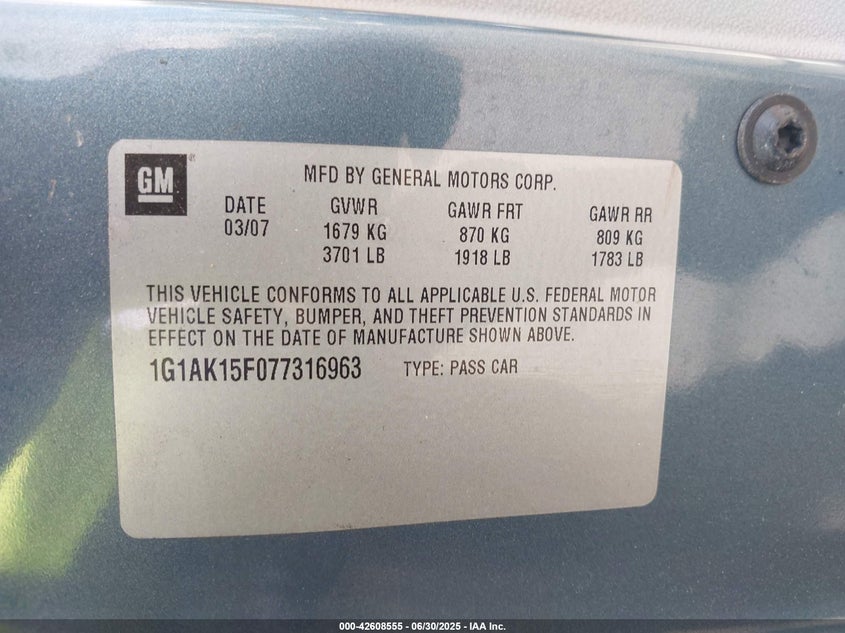 GM
MFD BY GENERAL MOTORS CORP.
DATE GVWR GAWR FRT GAWR RR
03/07 1679 KG 870 KG 809 KG
3701 LB 1918 LB 1783 LB
THIS VEHICLE CONFORMS TO ALL APPLICABLE U.S. FEDERAL MOTOR
VEHICLE SAFETY, BUMPER, AND THEFT PREVENTION STANDARDS IN
EFFECT ON THE DATE OF MANUFACTURE SHOWN ABOVE.
1G1AK15F077316963 TYPE: PASS CAR
000-42608555 - 06/30/2025 - IAA Inc.